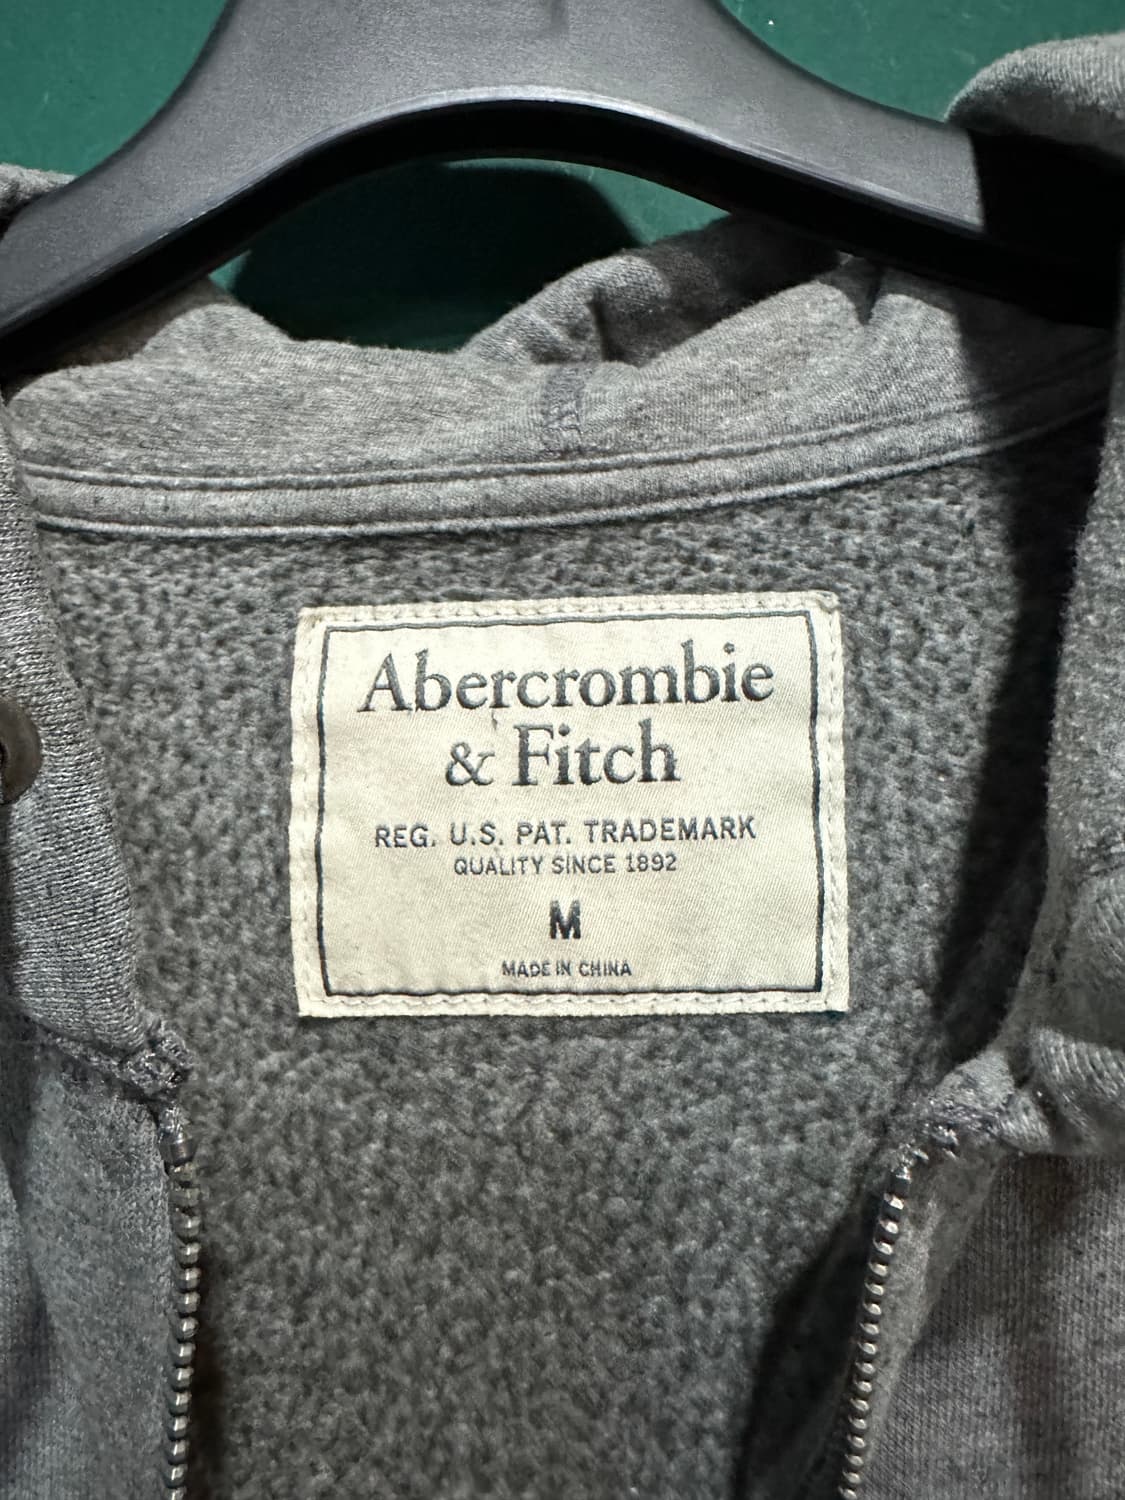 Abercrombie
& Fitch
REG. U.S. PAT. TRADEMARK
QUALITY SINCE 1892
M
MADE IN CHINA